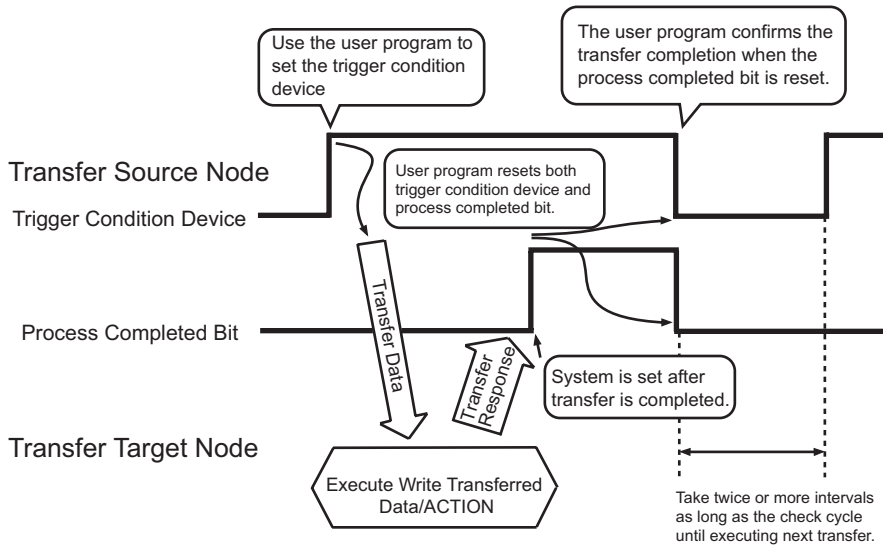 Use the user program to
set the trigger condition
device
The user program confirms the
transfer completion when the
process completed bit is reset.
Transfer Source Node
Trigger Condition Device
User program resets both
trigger condition device and
process completed bit.
Transfer Data
Process Completed Bit
Transfer
Response
System is set after
transfer is completed.
Transfer Target Node
Execute Write Transferred
Data/ACTION
Take twice or more intervals
as long as the check cycle
until executing next transfer.